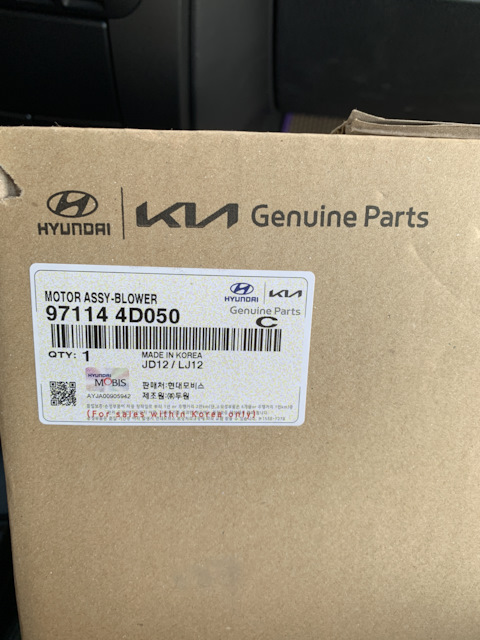 HYUNDAI KIA Genuine Parts
MOTOR ASSY-BLOWER
97114 4D050
HYUNDAI KIA
Genuine Parts
C
QTY: 1
MADE IN KOREA
JD12 / LJ12
HYUNDAI
MOBIS
AYJA00805942
판매처:현대모비스
제조원:㈜두원
(For sales within Korea only)